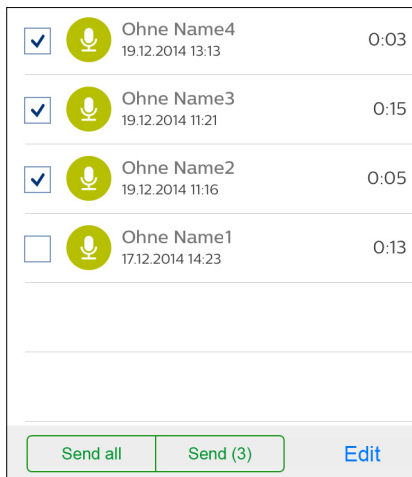 Ohne Name4
19.12.2014 13:13
0:03
Ohne Name3
19.12.2014 11:21
0:15
Ohne Name2
19.12.2014 11:16
0:05
Ohne Name1
17.12.2014 14:23
0:13
Send all
Send (3)
Edit